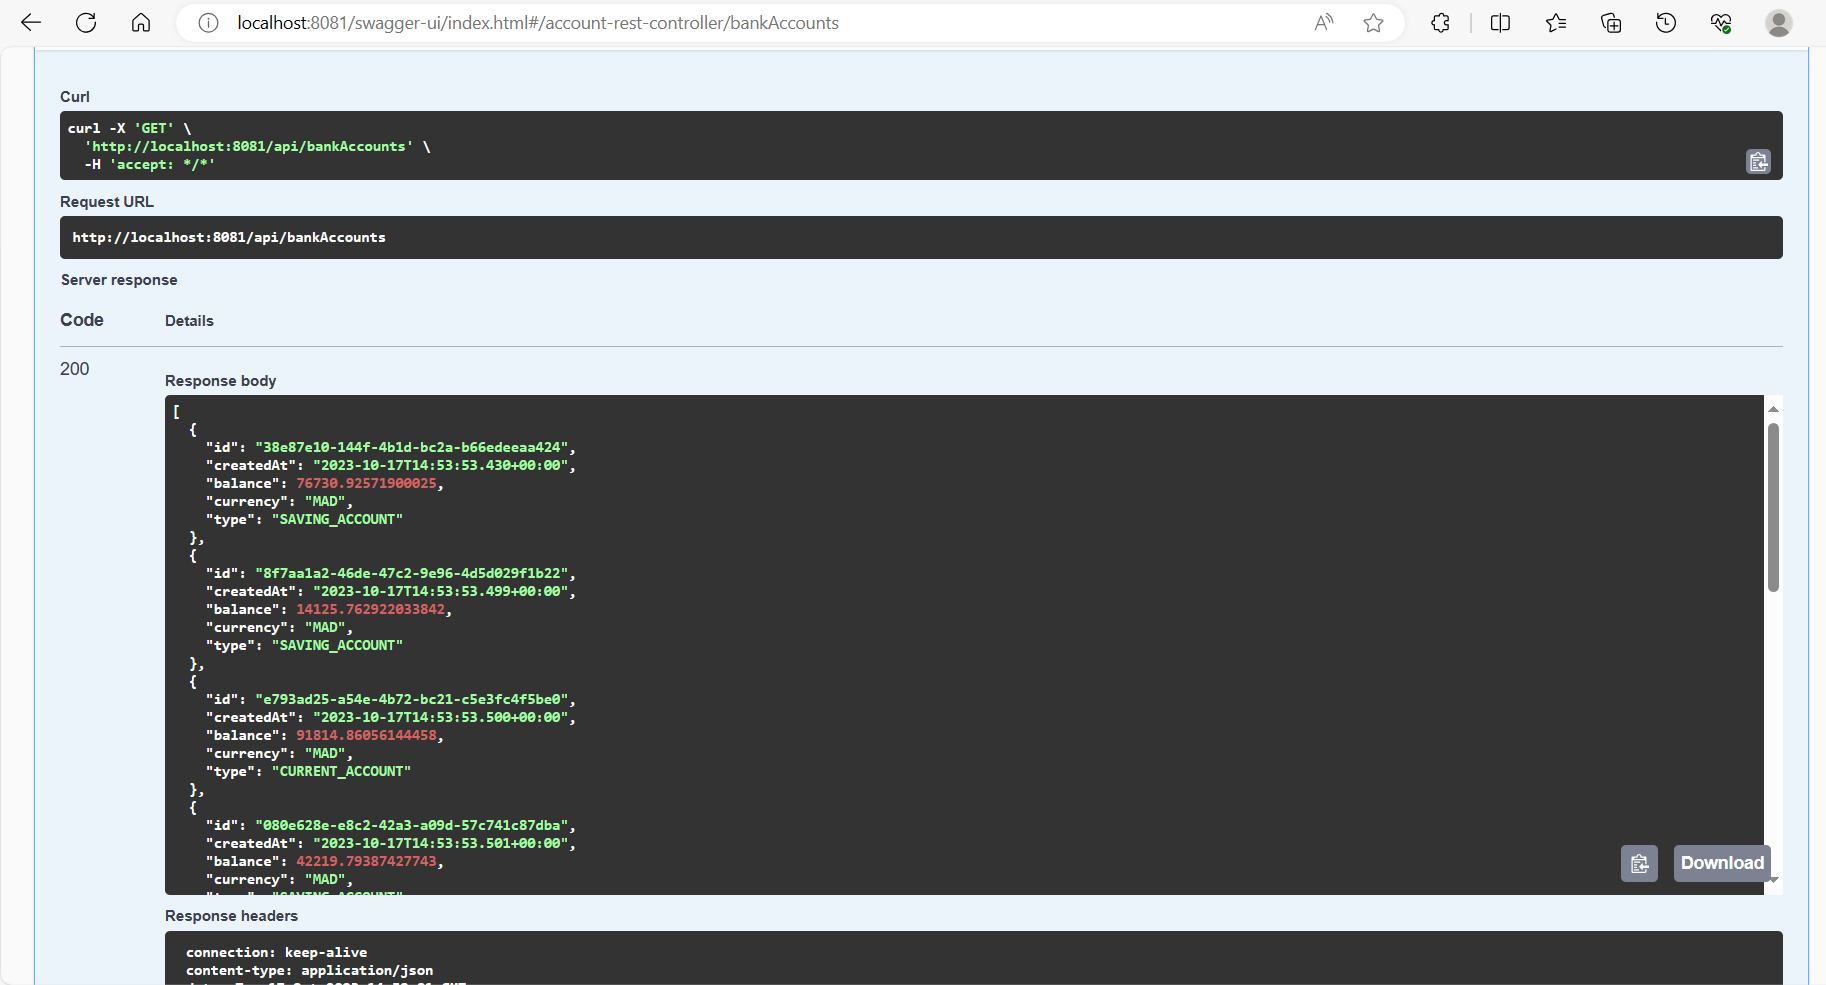 localhost:8081/swagger-ui/index.html#/account-rest-controller/bankAccounts
Curl
curl -X 'GET' \
  'http://localhost:8081/api/bankAccounts' \
  -H 'accept: */*'
Request URL
http://localhost:8081/api/bankAccounts
Server response
Code Details
200
Response body
[
  {
    "id": "38e87e10-144f-4b1d-bc2a-b66edeeaa424",
    "createdAt": "2023-10-17T14:53:53.430+00:00",
    "balance": 76730.92571900025,
    "currency": "MAD",
    "type": "SAVING_ACCOUNT"
  },
  {
    "id": "8f7aa1a2-46de-47c2-9e96-4d5d029f1b22",
    "createdAt": "2023-10-17T14:53:53.499+00:00",
    "balance": 14125.762922033842,
    "currency": "MAD",
    "type": "SAVING_ACCOUNT"
  },
  {
    "id": "e793ad25-a54e-4b72-bc21-c5e3fc4f5be0",
    "createdAt": "2023-10-17T14:53:53.500+00:00",
    "balance": 91814.86056144458,
    "currency": "MAD",
    "type": "CURRENT_ACCOUNT"
  },
  {
    "id": "080e628e-e8c2-42a3-a09d-57c741c87dba",
    "createdAt": "2023-10-17T14:53:53.501+00:00",
    "balance": 42219.79387427743,
    "currency": "MAD",
    "type": "SAVING_ACCOUNT"
Download
Response headers
connection: keep-alive
content-type: application/json